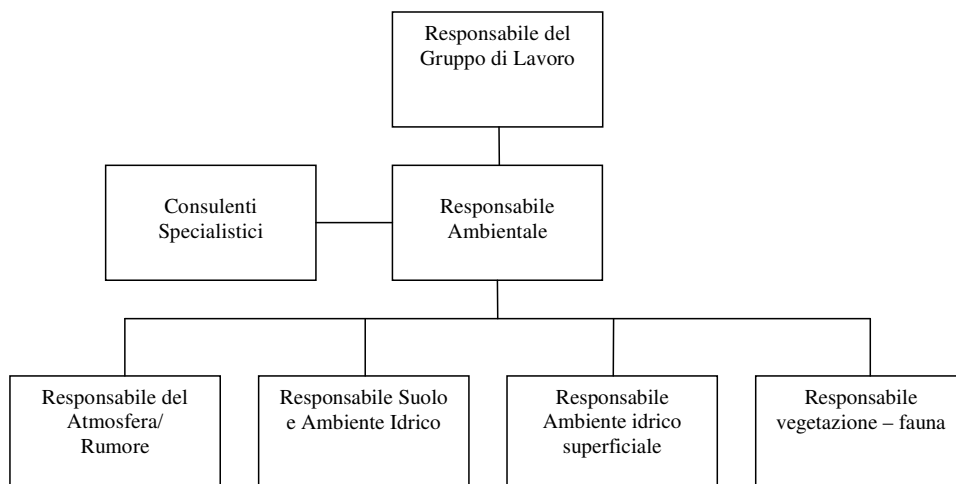 Responsabile del
Gruppo di Lavoro
Consulenti
Specialistici
Responsabile
Ambientale
Responsabile del
Atmosfera/
Rumore
Responsabile Suolo
e Ambiente Idrico
Responsabile
Ambiente idrico
superficiale
Responsabile
vegetazione – fauna